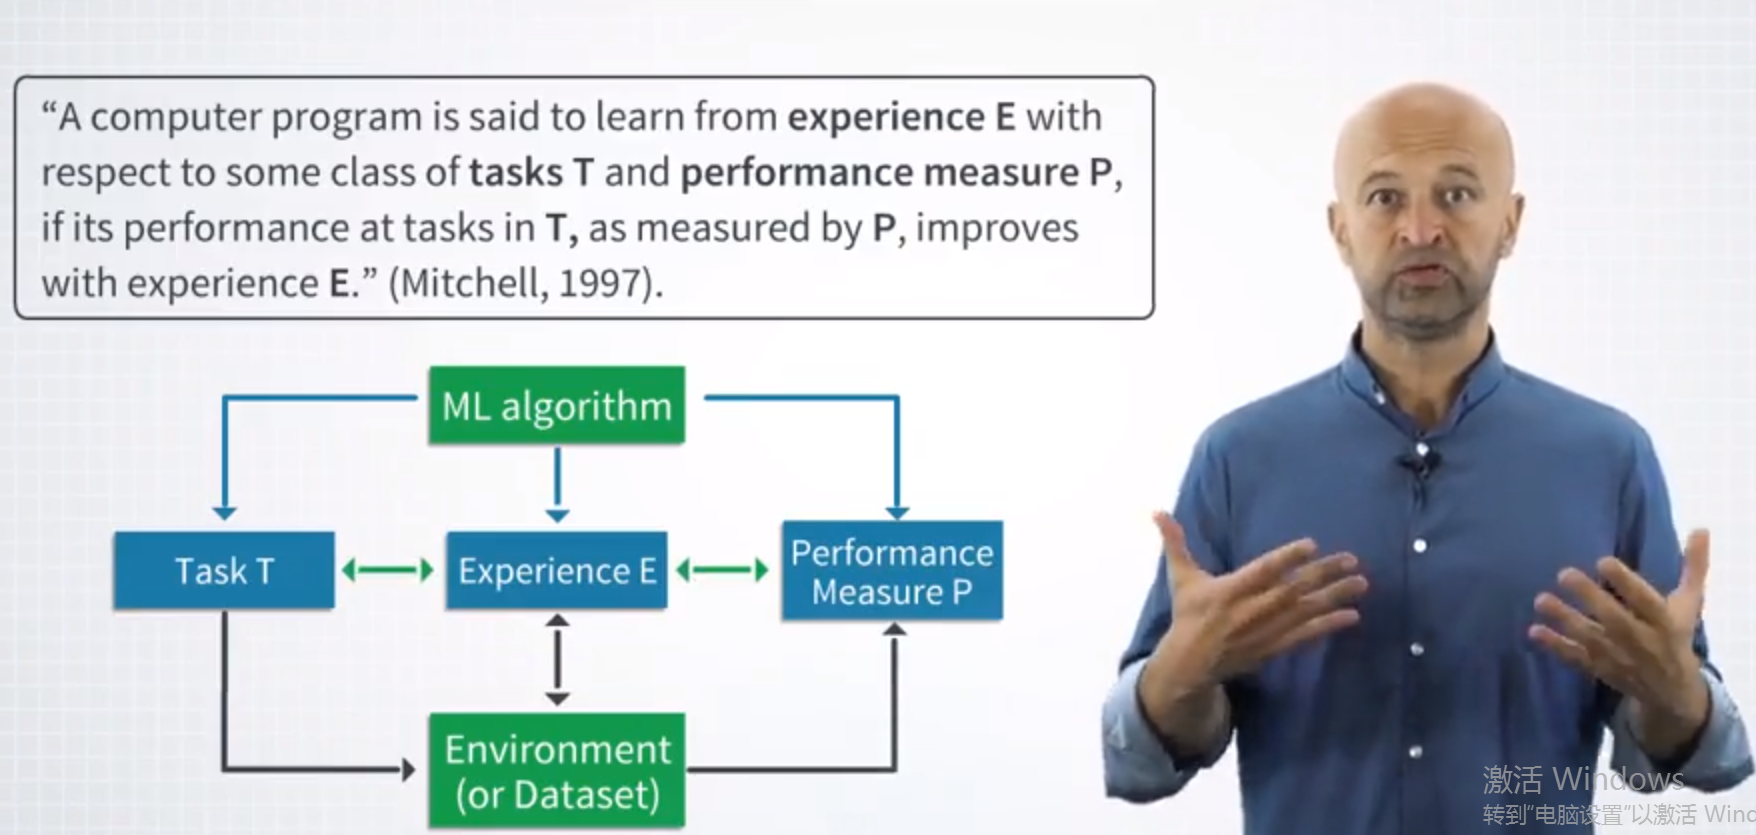 “A computer program is said to learn from experience E with
respect to some class of tasks T and performance measure P,
if its performance at tasks in T, as measured by P, improves
with experience E.” (Mitchell, 1997).
ML algorithm
Task T
Experience E
Performance
Measure P
Environment
(or Dataset)
激活 Windows
转到“电脑设置”以激活 Wind